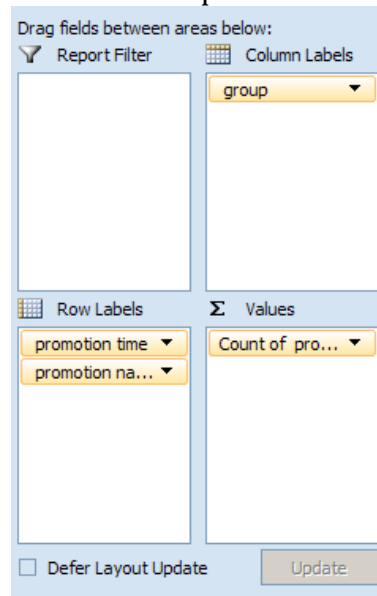 Drag fields between areas below:
Report Filter
Column Labels
group
Row Labels
Σ Values
promotion time
promotion na...
Count of pro...
Defer Layout Update
Update